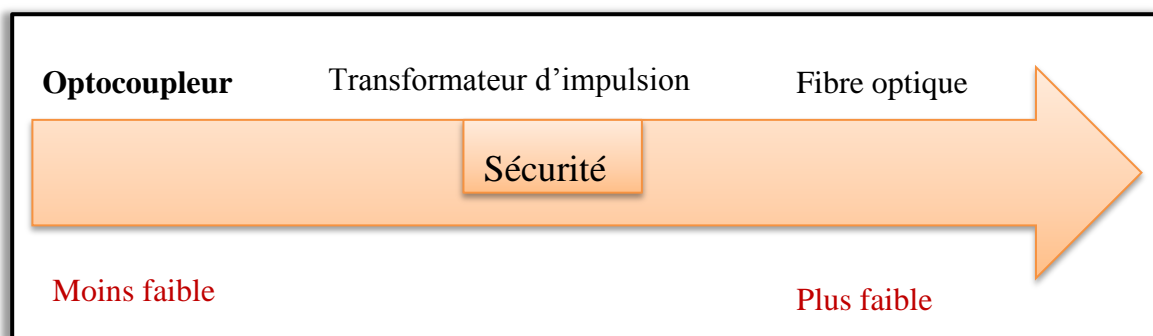 Optocoupleur Transformateur d’impulsion Fibre optique
Sécurité
Moins faible Plus faible